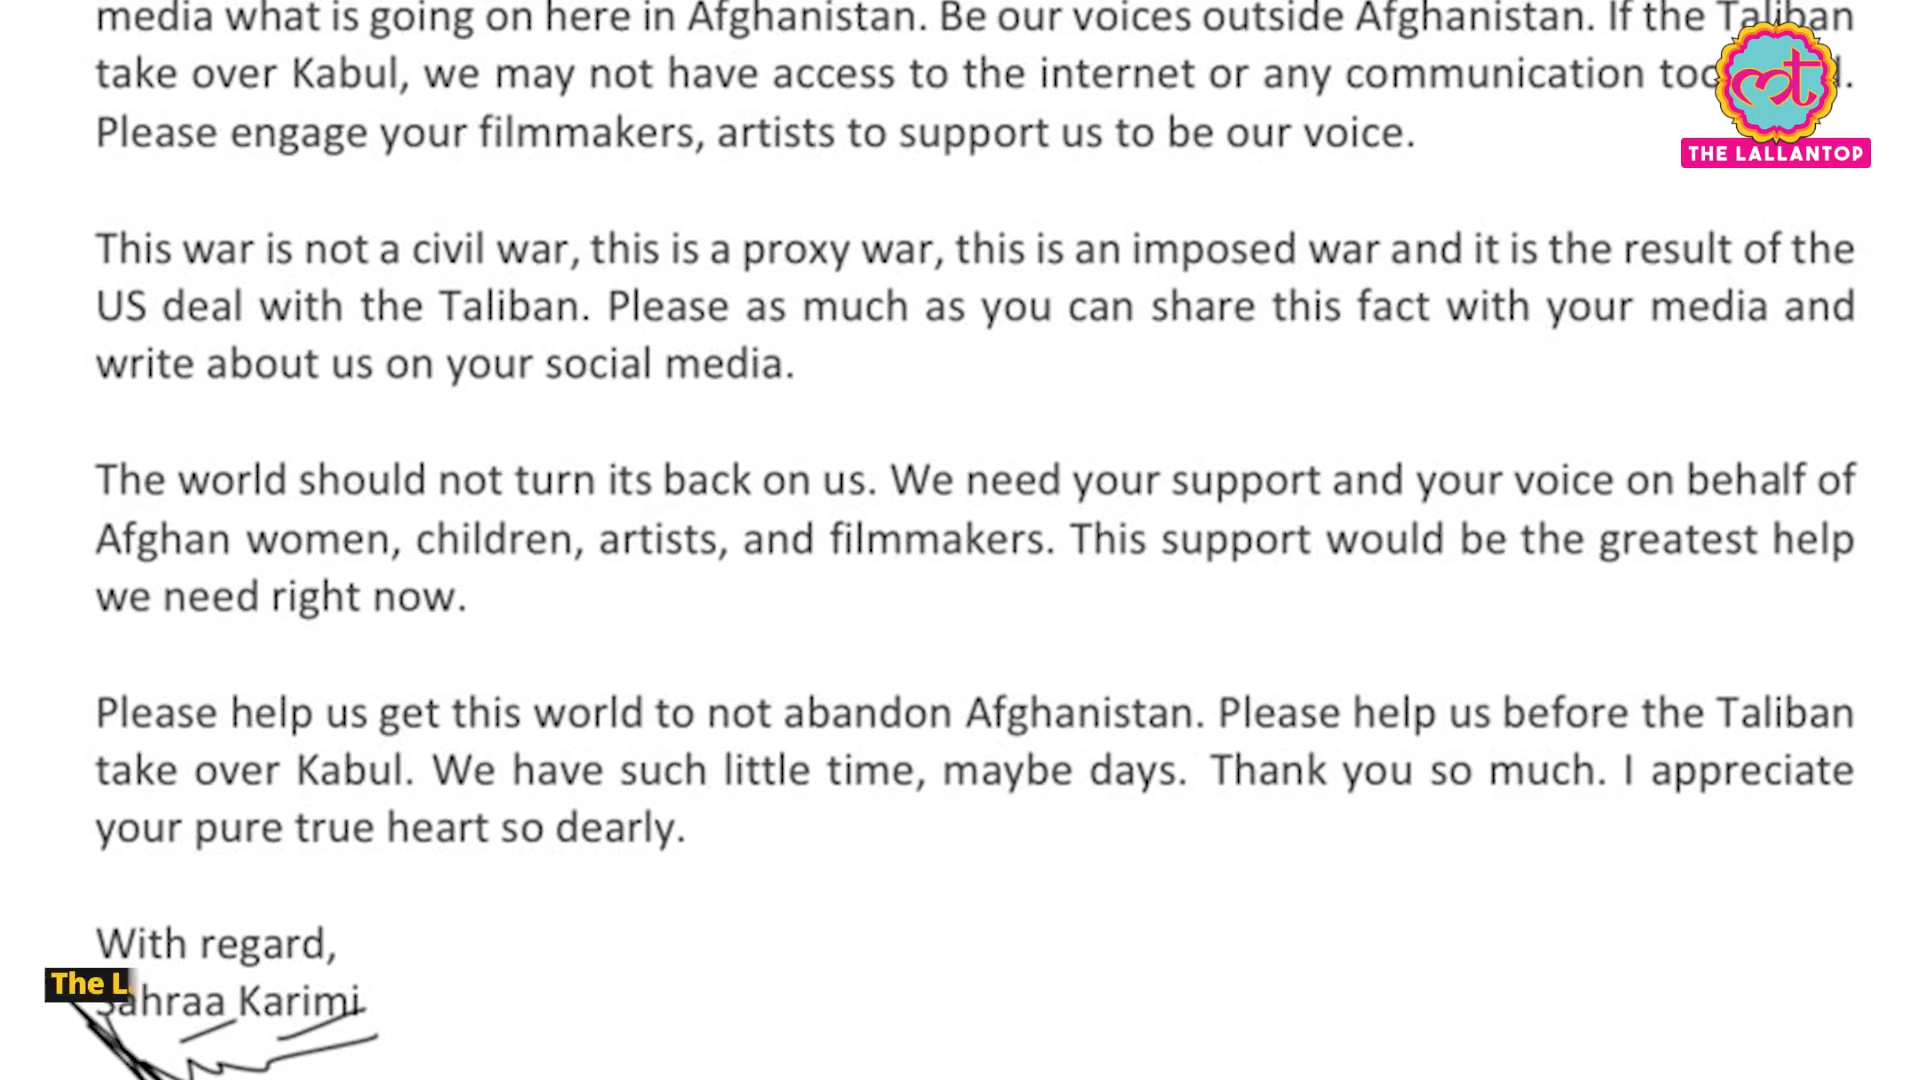 media what is going on here in Afghanistan. Be our voices outside Afghanistan. If the Taliban
take over Kabul, we may not have access to the internet or any communication
Please engage your filmmakers, artists to support us to be our voice.
THE LALLANTOP
This war is not a civil war, this is a proxy war, this is an imposed war and it is the result of the
US deal with the Taliban. Please as much as you can share this fact with your media and
write about us on your social media.
The world should not turn its back on us. We need your support and your voice on behalf of
Afghan women, children, artists, and filmmakers. This support would be the greatest help
we need right now.
Please help us get this world to not abandon Afghanistan. Please help us before the Taliban
take over Kabul. We have such little time, maybe days. Thank you so much. I appreciate
your pure true heart so dearly.
With regard,
The L
Sahraa Karimi